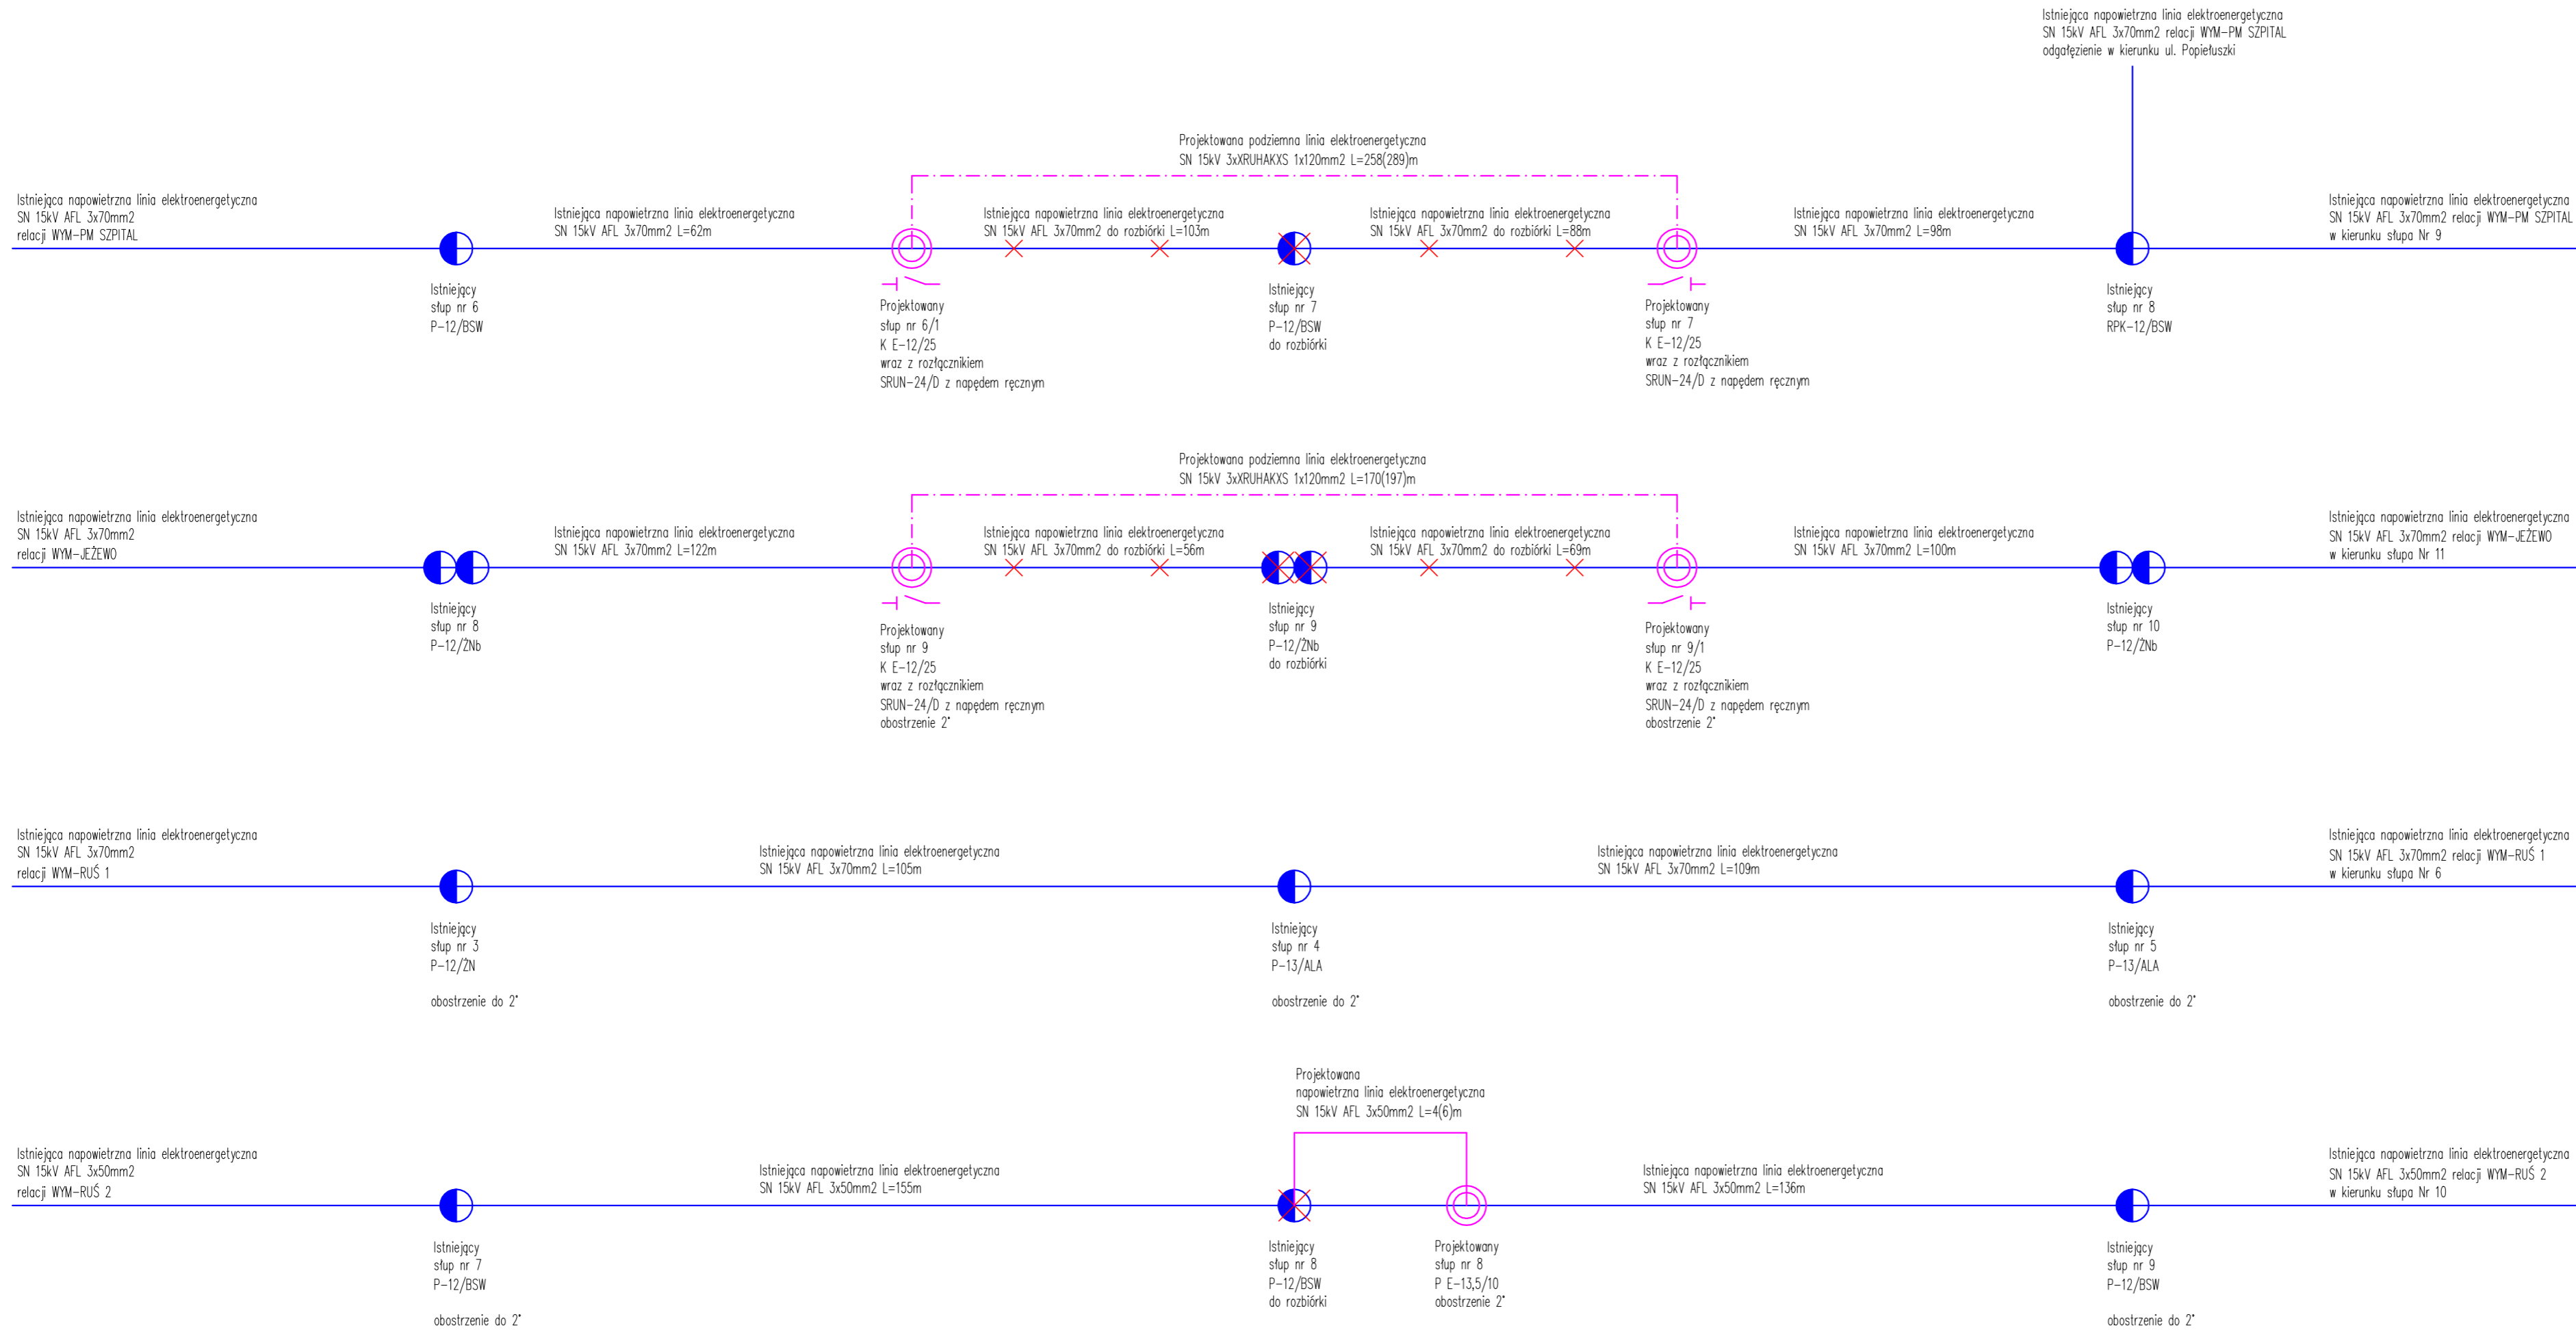 Istniejąca napowietrzna linia elektroenergetyczna
SN 15kV AFL 3x70mm2 relacji WYM-PM SZPITAL
odgałęzienie w kierunku ul. Popiełuszki
Projektowana podziemna linia elektroenergetyczna
SN 15kV 3xXRUHAKXS 1x120mm2 L=258(289)m
Istniejąca napowietrzna linia elektroenergetyczna
SN 15kV AFL 3x70mm2
relacji WYM-PM SZPITAL
Istniejąca napowietrzna linia elektroenergetyczna
SN 15kV AFL 3x70mm2 L=62m
Istniejąca napowietrzna linia elektroenergetyczna
SN 15kV AFL 3x70mm2 do rozbiórki L=103m
Istniejąca napowietrzna linia elektroenergetyczna
SN 15kV AFL 3x70mm2 do rozbiórki L=88m
Istniejąca napowietrzna linia elektroenergetyczna
SN 15kV AFL 3x70mm2 L=98m
Istniejąca napowietrzna linia elektroenergetyczna
SN 15kV AFL 3x70mm2 relacji WYM-PM SZPITAL
w kierunku słupa Nr 9
Istniejący
słup nr 6
P-12/BSW
Projektowany
słup nr 6/1
K E-12/25
wraz z rozłącznikiem
SRUN-24/D z napędem ręcznym
Istniejący
słup nr 7
P-12/BSW
do rozbiórki
Projektowany
słup nr 7
K E-12/25
wraz z rozłącznikiem
SRUN-24/D z napędem ręcznym
Istniejący
słup nr 8
RPK-12/BSW
Projektowana podziemna linia elektroenergetyczna
SN 15kV 3xXRUHAKXS 1x120mm2 L=170(197)m
Istniejąca napowietrzna linia elektroenergetyczna
SN 15kV AFL 3x70mm2
relacji WYM-JEŻEWO
Istniejąca napowietrzna linia elektroenergetyczna
SN 15kV AFL 3x70mm2 L=122m
Istniejąca napowietrzna linia elektroenergetyczna
SN 15kV AFL 3x70mm2 do rozbiórki L=56m
Istniejąca napowietrzna linia elektroenergetyczna
SN 15kV AFL 3x70mm2 do rozbiórki L=69m
Istniejąca napowietrzna linia elektroenergetyczna
SN 15kV AFL 3x70mm2 L=100m
Istniejąca napowietrzna linia elektroenergetyczna
SN 15kV AFL 3x70mm2 relacji WYM-JEŻEWO
w kierunku słupa Nr 11
Istniejący
słup nr 8
P-12/ŻNb
Projektowany
słup nr 9
K E-12/25
wraz z rozłącznikiem
SRUN-24/D z napędem ręcznym
obostrzenie 2°
Istniejący
słup nr 9
P-12/ŻNb
do rozbiórki
Projektowany
słup nr 9/1
K E-12/25
wraz z rozłącznikiem
SRUN-24/D z napędem ręcznym
obostrzenie 2°
Istniejący
słup nr 10
P-12/ŻNb
Istniejąca napowietrzna linia elektroenergetyczna
SN 15kV AFL 3x70mm2
relacji WYM-RUŚ 1
Istniejąca napowietrzna linia elektroenergetyczna
SN 15kV AFL 3x70mm2 L=105m
Istniejąca napowietrzna linia elektroenergetyczna
SN 15kV AFL 3x70mm2 L=109m
Istniejąca napowietrzna linia elektroenergetyczna
SN 15kV AFL 3x70mm2 relacji WYM-RUŚ 1
w kierunku słupa Nr 6
Istniejący
słup nr 3
P-12/ŻN
obostrzenie do 2°
Istniejący
słup nr 4
P-13/ALA
obostrzenie do 2°
Istniejący
słup nr 5
P-13/ALA
obostrzenie do 2°
Projektowana
napowietrzna linia elektroenergetyczna
SN 15kV AFL 3x50mm2 L=4(6)m
Istniejąca napowietrzna linia elektroenergetyczna
SN 15kV AFL 3x50mm2
relacji WYM-RUŚ 2
Istniejąca napowietrzna linia elektroenergetyczna
SN 15kV AFL 3x50mm2 L=155m
Istniejąca napowietrzna linia elektroenergetyczna
SN 15kV AFL 3x50mm2 L=136m
Istniejąca napowietrzna linia elektroenergetyczna
SN 15kV AFL 3x50mm2 relacji WYM-RUŚ 2
w kierunku słupa Nr 10
Istniejący
słup nr 7
P-12/BSW
obostrzenie do 2°
Istniejący
słup nr 8
P-12/BSW
do rozbiórki
Projektowany
słup nr 8
P E-13,5/10
obostrzenie 2°
Istniejący
słup nr 9
P-12/BSW
obostrzenie do 2°